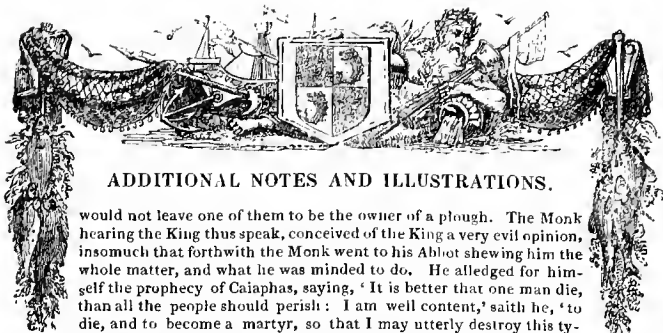 ADDITIONAL NOTES AND ILLUSTRATIONS.
would not leave one of them to be the owner of a plough. The Monk
hearing the King thus speak, conceived of the King a very evil opinion,
insomuch that forthwith the Monk went to his Abbot shewing him the
whole matter, and what he was minded to do. He alledged for him-
self the prophecy of Caiaphas, saying, ‘ It is better that one man die,
than all the people should perish : I am well content,’ saith he, ‘ to
die, and to become a martyr, so that I may utterly destroy this ty-